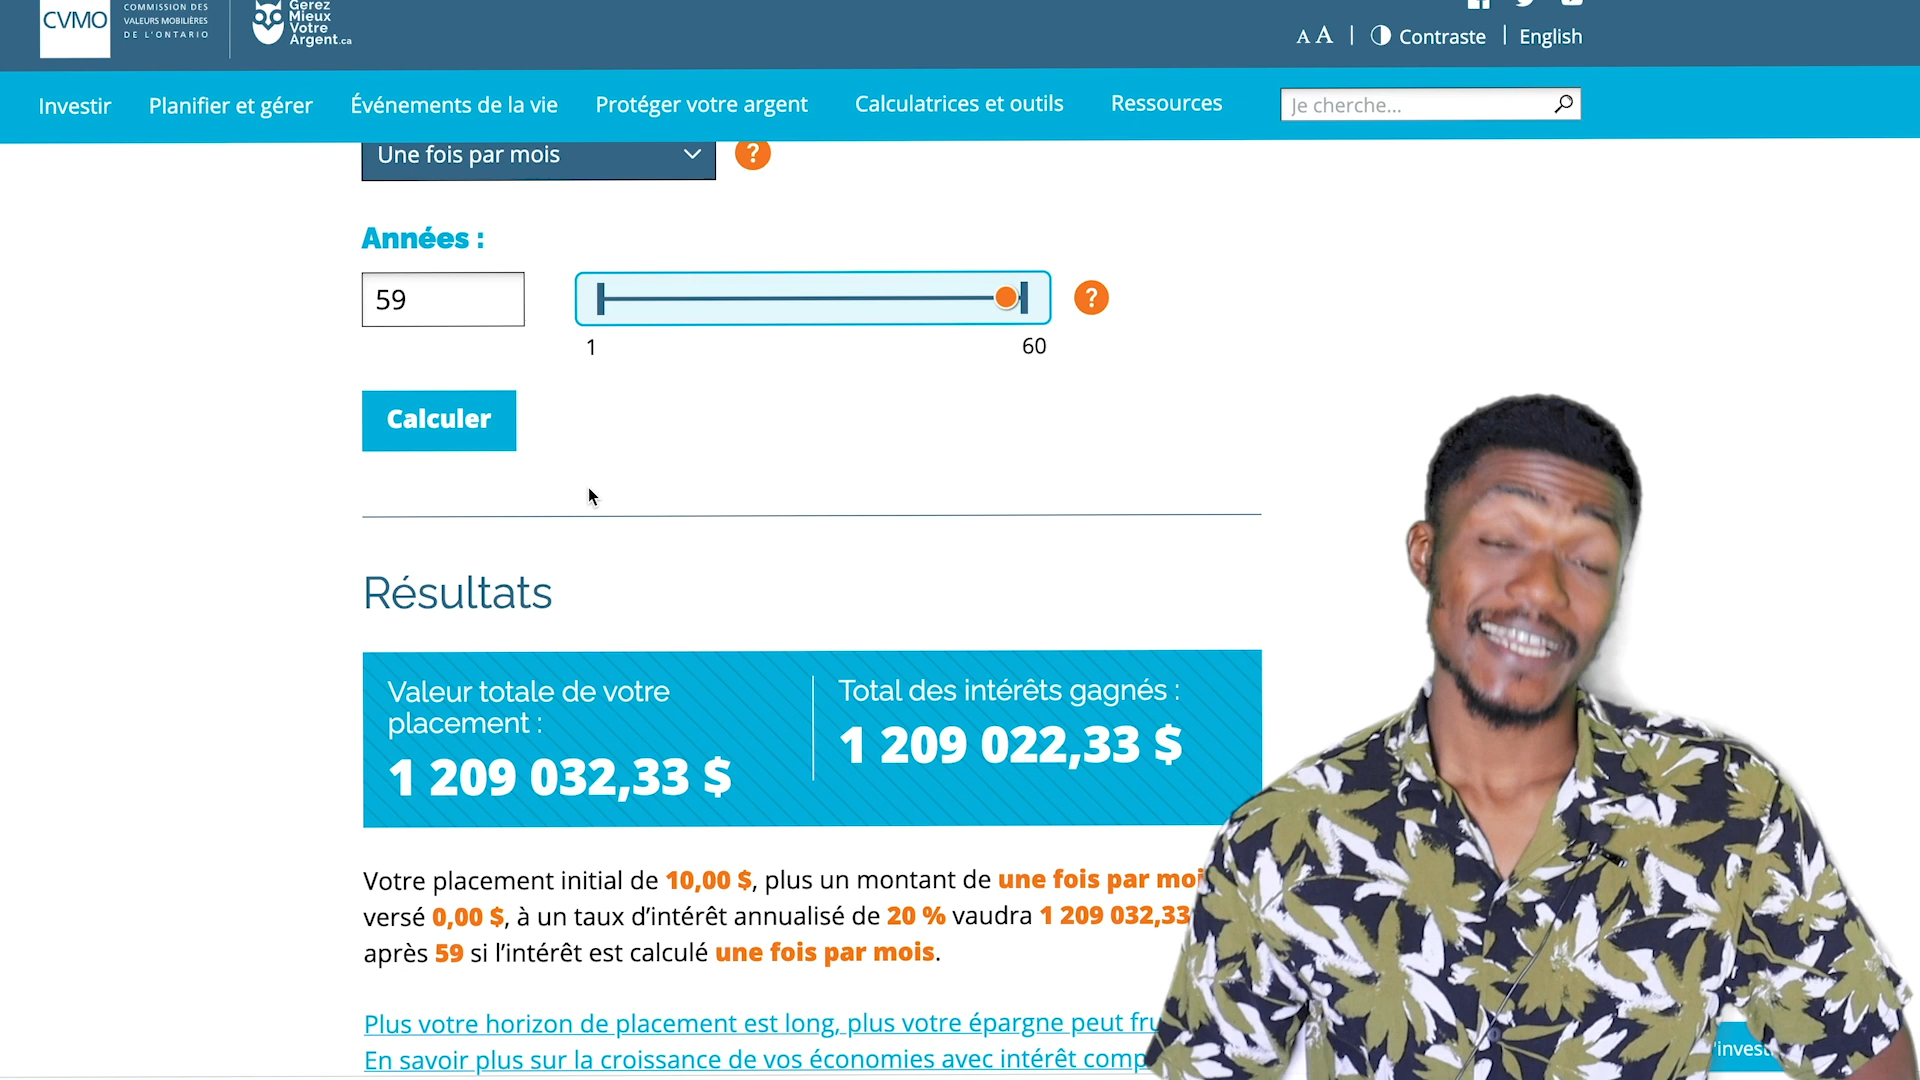 CVMO
COMMISSION DES
VALEURS MOBILIÈRES
DE L'ONTARIO
Gerez
Mieux
Votre
Argent.ca
A A | Contraste | English
Investir Planifier et gérer Événements de la vie Protéger votre argent Calculatrices et outils Ressources Je cherche...
Une fois par mois ?
Années :
59 ?
1 60
Calculer
Résultats
Valeur totale de votre
placement :
1 209 032,33 $
Total des intérêts gagnés :
1 209 022,33 $
Votre placement initial de 10,00 $, plus un montant de une fois par moi
versé 0,00 $, à un taux d'intérêt annualisé de 20 % vaudra 1 209 032,33
après 59 si l'intérêt est calculé une fois par mois.
Plus votre horizon de placement est long, plus votre épargne peut fru
En savoir plus sur la croissance de vos économies avec intérêt comp